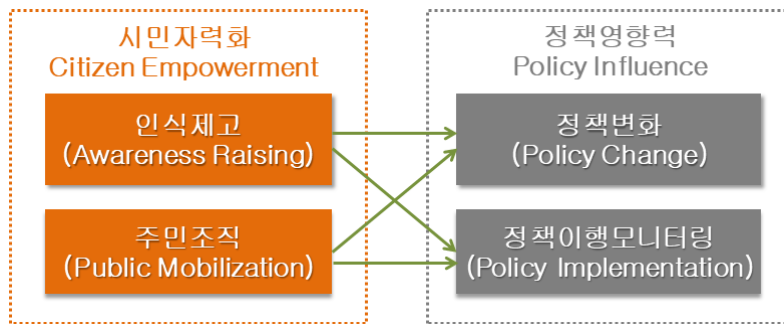 시민자력화
Citizen Empowerment
인식제고
(Awareness Raising)
주민조직
(Public Mobilization)
정책영향력
Policy Influence
정책변화
(Policy Change)
정책이행모니터링
(Policy Implementation)